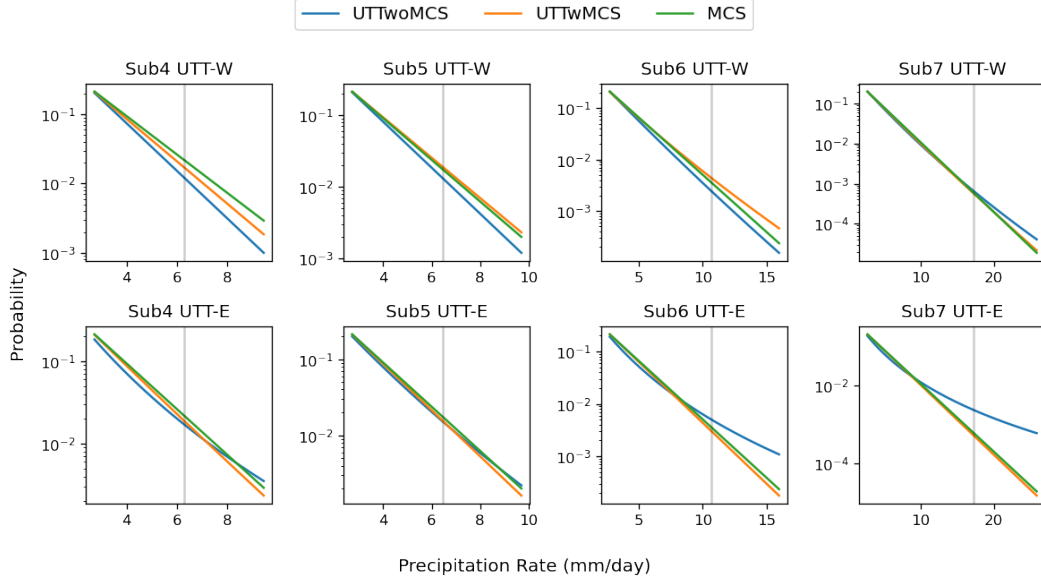 UTTwoMCS UTTwMCS MCS
Sub4 UTT-W Sub5 UTT-W Sub6 UTT-W Sub7 UTT-W
10⁻¹ 10⁻² 10⁻³
10⁻¹ 10⁻² 10⁻³
10⁻¹ 10⁻² 10⁻³
10⁻¹ 10⁻² 10⁻³ 10⁻⁴
4 6 8 4 6 8 10 5 10 15 10 20
Probability
Sub4 UTT-E Sub5 UTT-E Sub6 UTT-E Sub7 UTT-E
10⁻¹ 10⁻²
10⁻¹ 10⁻²
10⁻¹ 10⁻² 10⁻³
10⁻² 10⁻⁴
4 6 8 4 6 8 10 5 10 15 10 20
Precipitation Rate (mm/day)